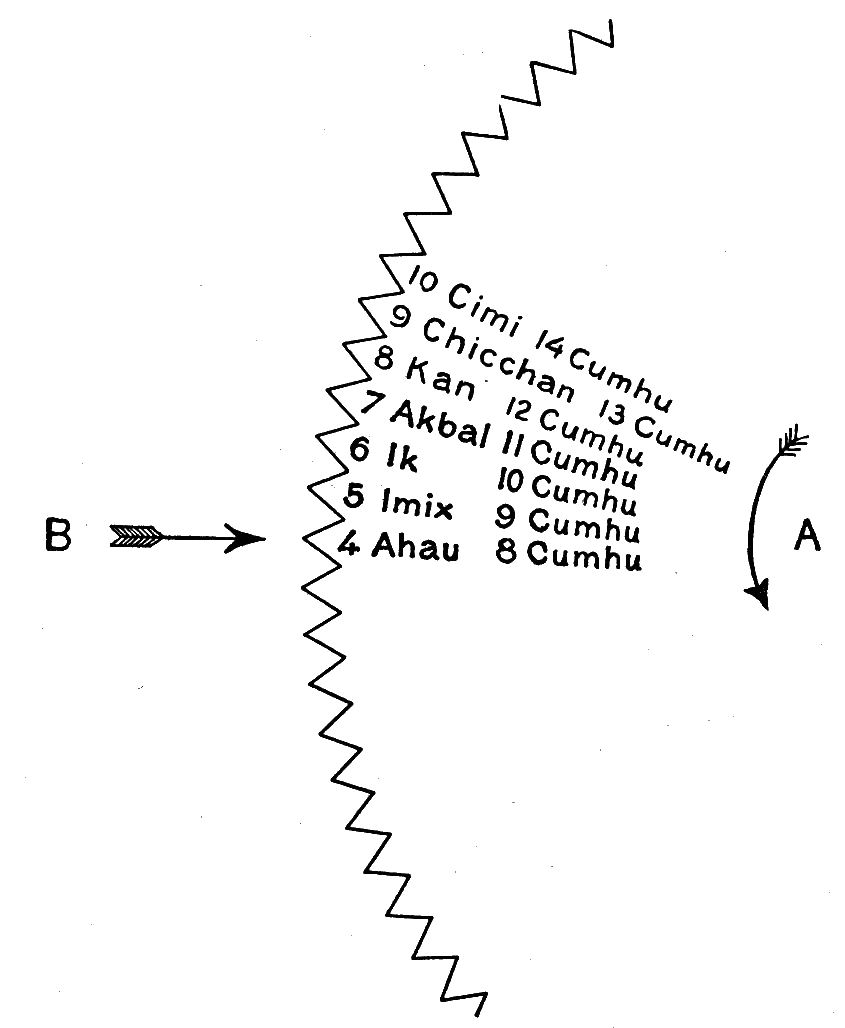 10 Cimi 14 Cumhu
9 Chicchan 13 Cumhu
8 Kan 12 Cumhu
7 Akbal 11 Cumhu
6 Ik 10 Cumhu
5 Imix 9 Cumhu
4 Ahau 8 Cumhu
B
A